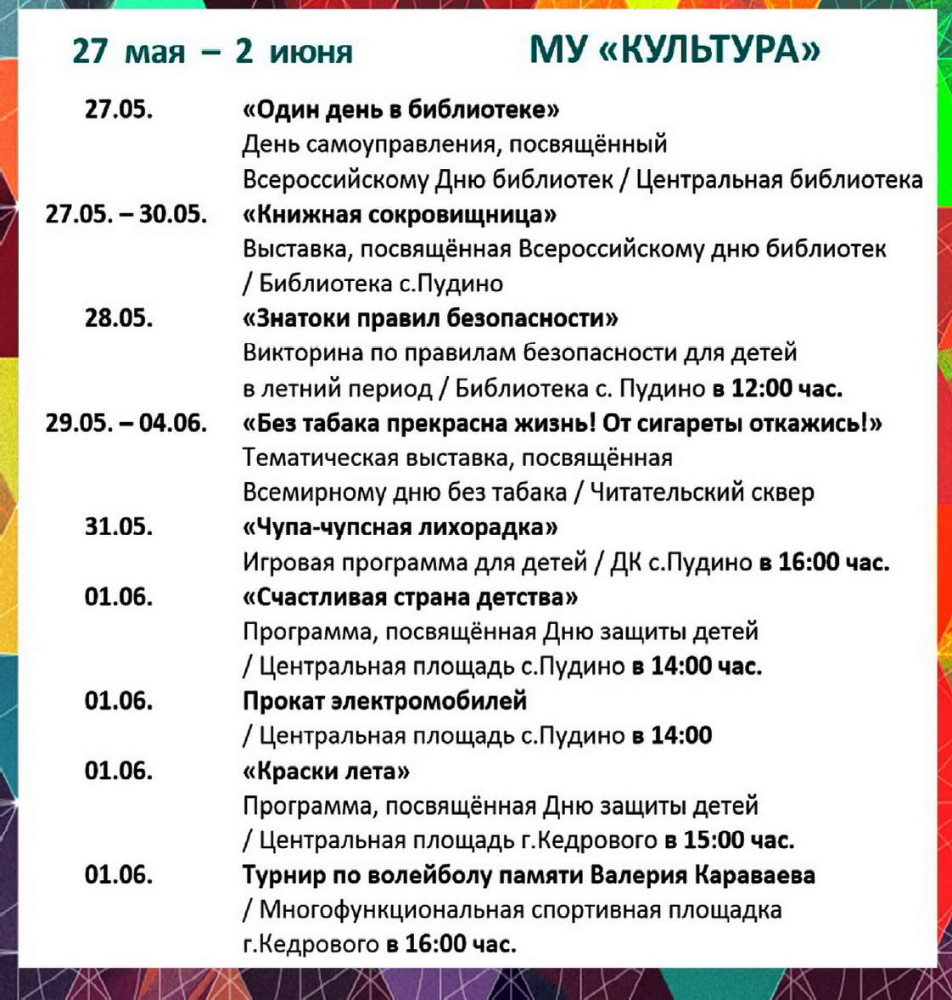 27 мая – 2 июня МУ «КУЛЬТУРА»
27.05. «Один день в библиотеке»
День самоуправления, посвящённый
Всероссийскому Дню библиотек / Центральная библиотека
27.05. – 30.05. «Книжная сокровищница»
Выставка, посвящённая Всероссийскому дню библиотек
/ Библиотека с.Пудино
28.05. «Знатоки правил безопасности»
Викторина по правилам безопасности для детей
в летний период / Библиотека с. Пудино в 12:00 час.
29.05. – 04.06. «Без табака прекрасна жизнь! От сигареты откажись!»
Тематическая выставка, посвящённая
Всемирному дню без табака / Читательский сквер
31.05. «Чупа-чупсная лихорадка»
Игровая программа для детей / ДК с.Пудино в 16:00 час.
01.06. «Счастливая страна детства»
Программа, посвящённая Дню защиты детей
/ Центральная площадь с.Пудино в 14:00 час.
01.06. Прокат электромобилей
/ Центральная площадь с.Пудино в 14:00
01.06. «Краски лета»
Программа, посвящённая Дню защиты детей
/ Центральная площадь г.Кедрового в 15:00 час.
01.06. Турнир по волейболу памяти Валерия Караваева
/ Многофункциональная спортивная площадка
г.Кедрового в 16:00 час.